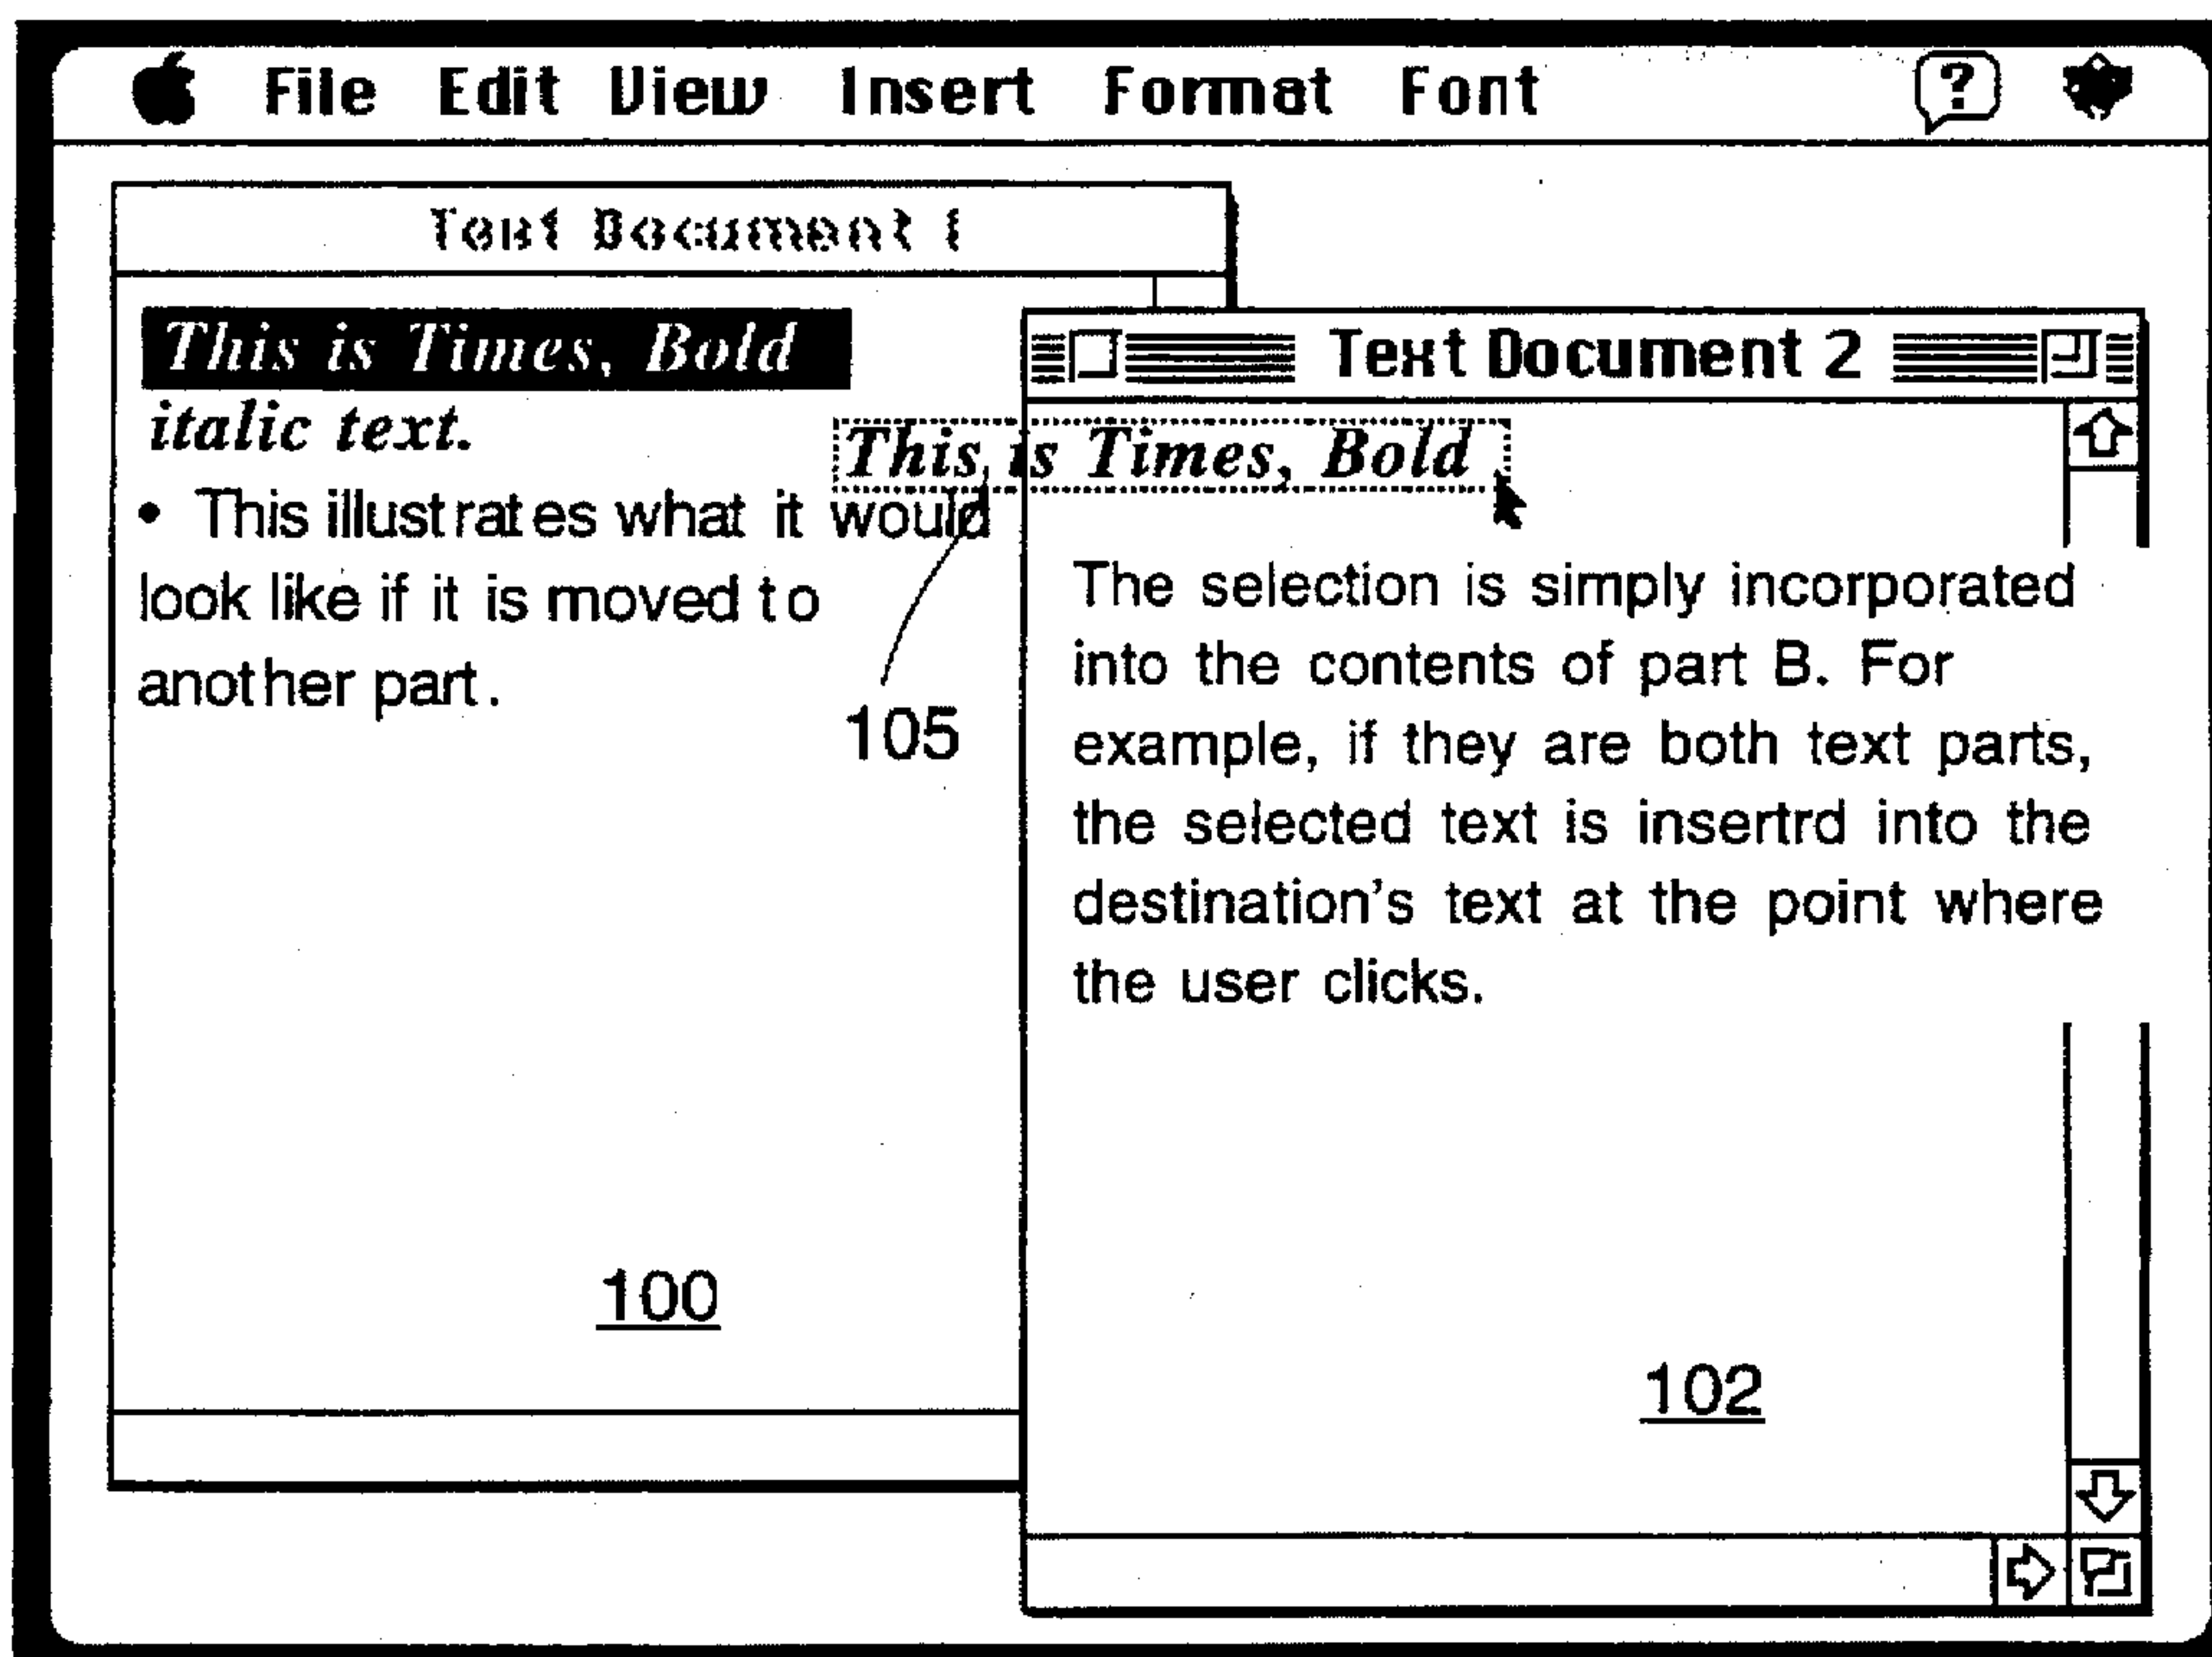 File Edit View Insert Format Font ?
Text Document 1
This is Times, Bold
italic text.
• This illustrates what it would
look like if it is moved to
another part.
100
This is Times, Bold
105
Text Document 2
The selection is simply incorporated
into the contents of part B. For
example, if they are both text parts,
the selected text is insertrd into the
destination's text at the point where
the user clicks.
102